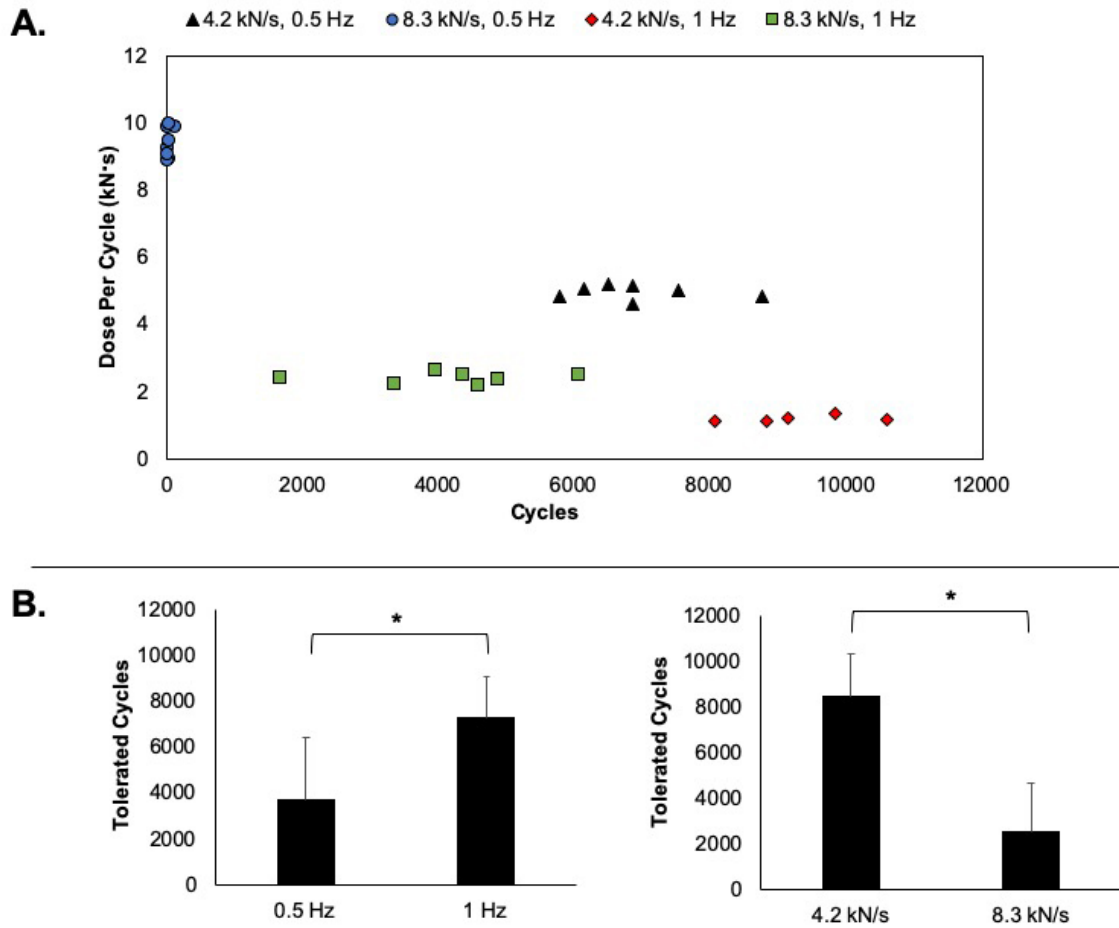 A.
4.2 kN/s, 0.5 Hz 8.3 kN/s, 0.5 Hz 4.2 kN/s, 1 Hz 8.3 kN/s, 1 Hz
Dose Per Cycle (kN·s)
12
10
8
6
4
2
0
0 2000 4000 6000 8000 10000 12000
Cycles
B.
Tolerated Cycles
12000
10000
8000
6000
4000
2000
0
*
0.5 Hz 1 Hz
Tolerated Cycles
12000
10000
8000
6000
4000
2000
0
*
4.2 kN/s 8.3 kN/s